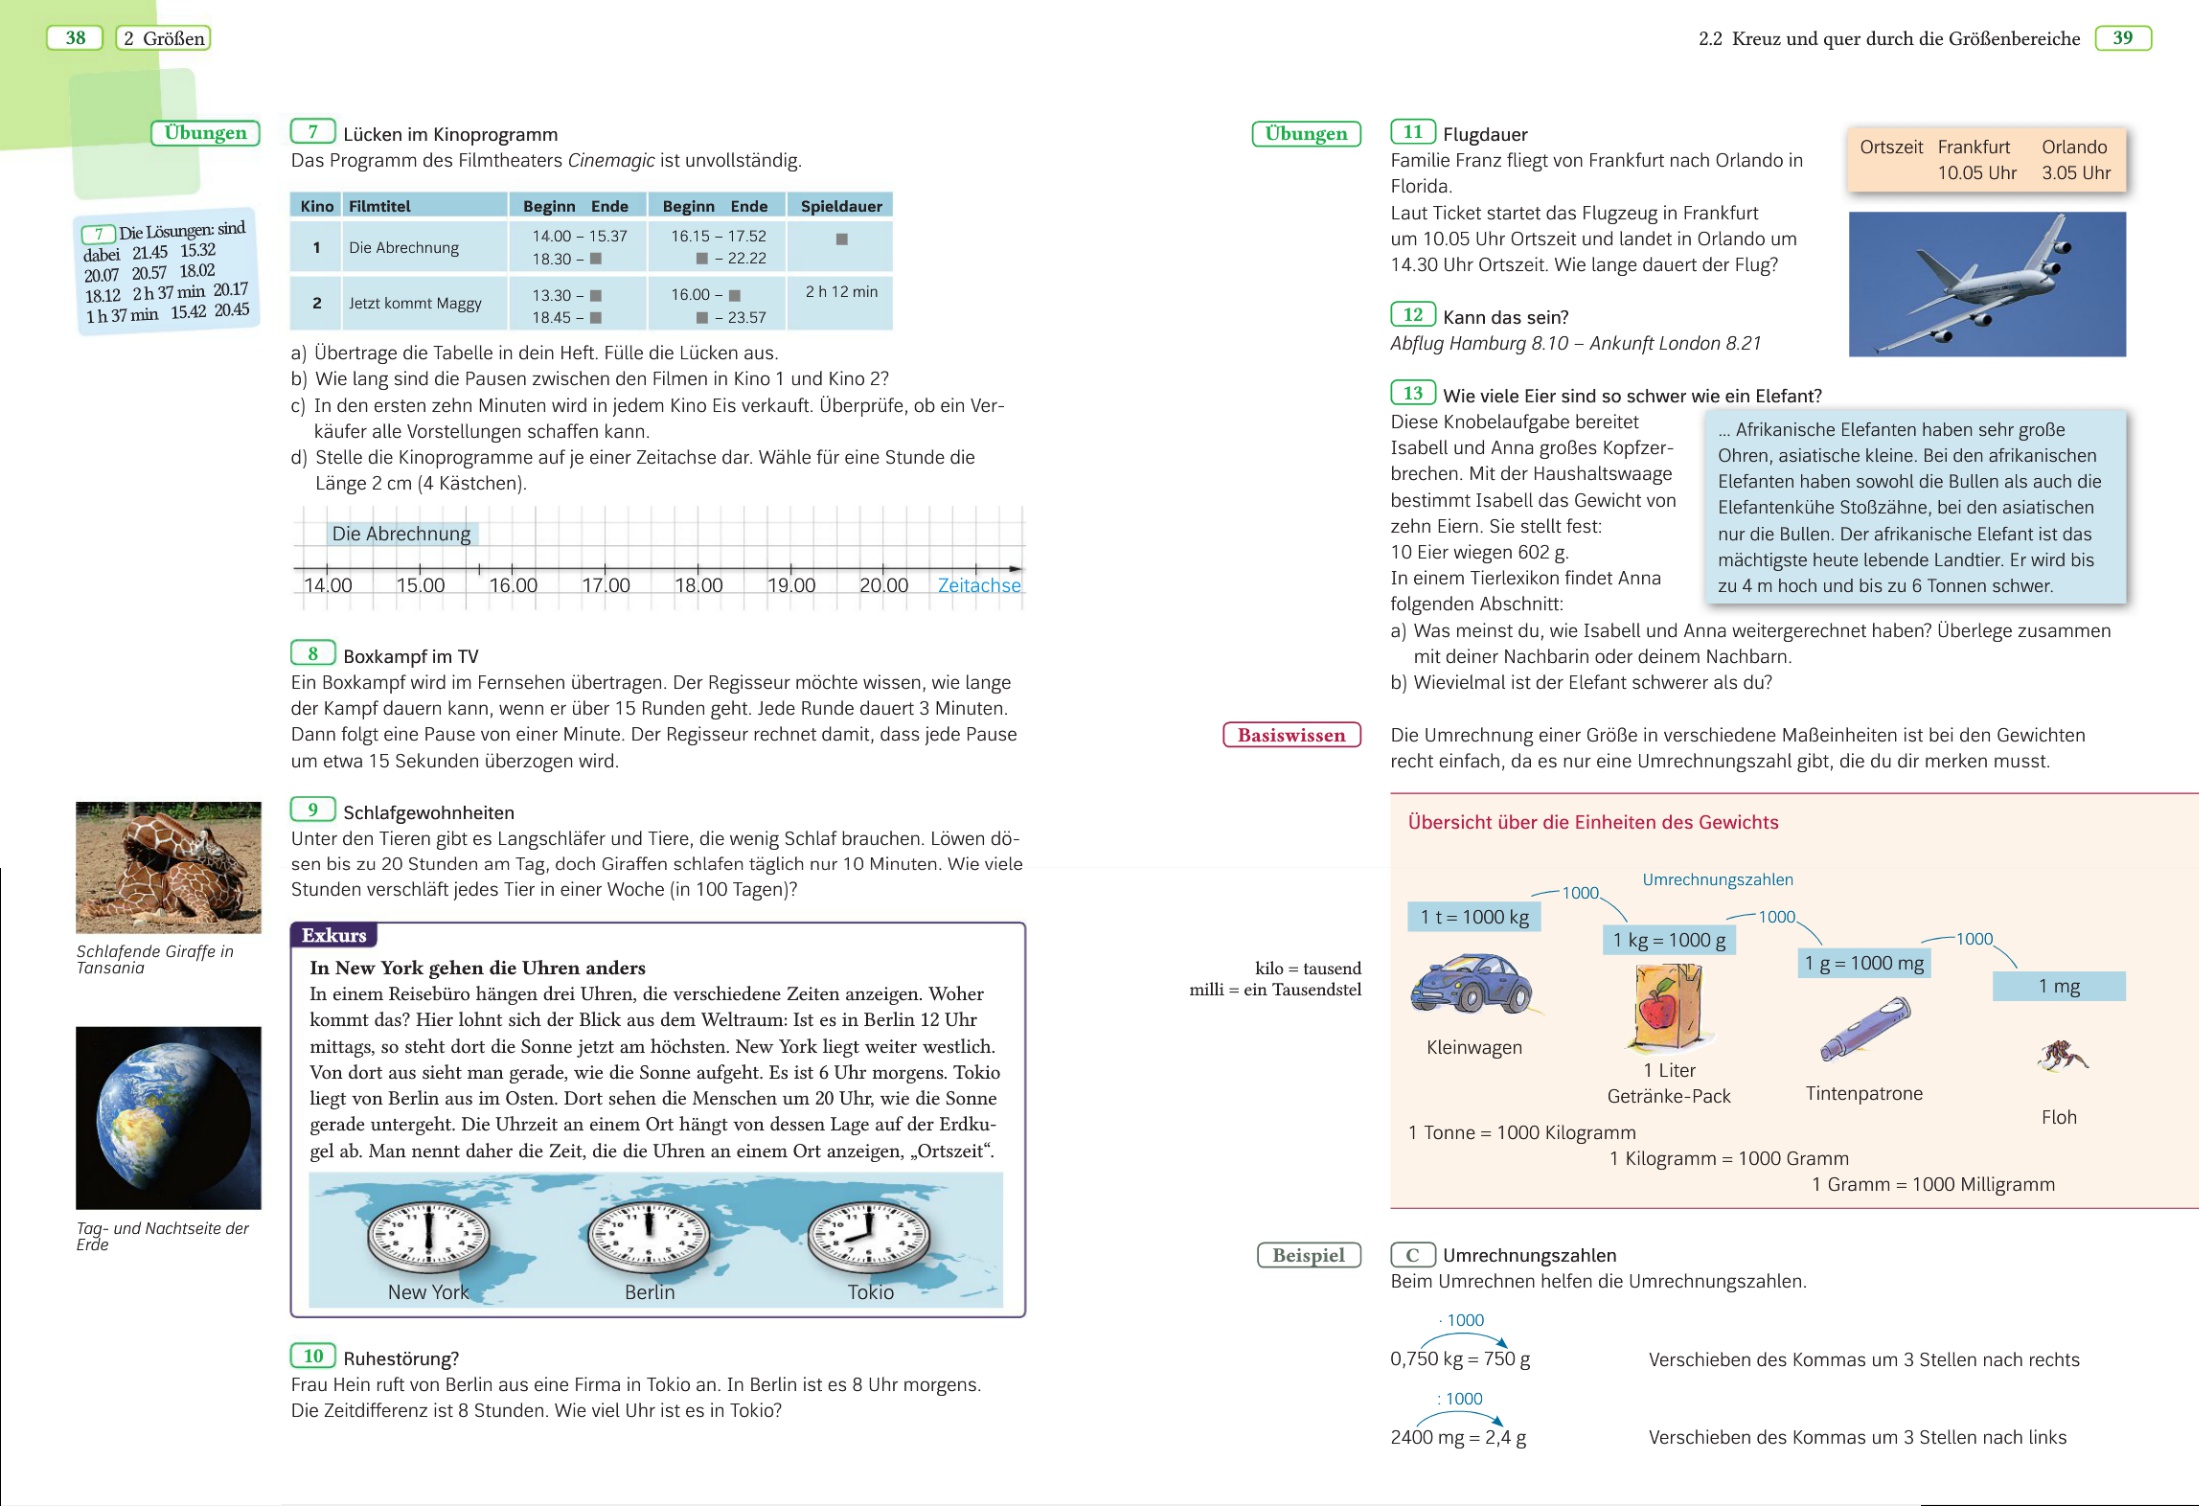 38 2 Größen
Übungen
7 Lücken im Kinoprogramm
Das Programm des Filmtheaters Cinemagic ist unvollständig.
7 Die Lösungen: sind
dabei 21.45 15.32
20.07 20.57 18.02
18.12 2 h 37 min 20.17
1 h 37 min 15.42 20.45
Kino Filmtitel Beginn Ende Beginn Ende Spieldauer
1 Die Abrechnung 14.00 – 15.37 16.15 – 17.52 ■
18.30 – ■ ■ – 22.22
2 Jetzt kommt Maggy 13.30 – ■ 16.00 – ■ 2 h 12 min
18.45 – ■ ■ – 23.57
a) Übertrage die Tabelle in dein Heft. Fülle die Lücken aus.
b) Wie lang sind die Pausen zwischen den Filmen in Kino 1 und Kino 2?
c) In den ersten zehn Minuten wird in jedem Kino Eis verkauft. Überprüfe, ob ein Ver-
käufer alle Vorstellungen schaffen kann.
d) Stelle die Kinoprogramme auf je einer Zeitachse dar. Wähle für eine Stunde die
Länge 2 cm (4 Kästchen).
Die Abrechnung
14.00 15.00 16.00 17.00 18.00 19.00 20.00 Zeitachse
8 Boxkampf im TV
Ein Boxkampf wird im Fernsehen übertragen. Der Regisseur möchte wissen, wie lange
der Kampf dauern kann, wenn er über 15 Runden geht. Jede Runde dauert 3 Minuten.
Dann folgt eine Pause von einer Minute. Der Regisseur rechnet damit, dass jede Pause
um etwa 15 Sekunden überzogen wird.
9 Schlafgewohnheiten
Unter den Tieren gibt es Langschläfer und Tiere, die wenig Schlaf brauchen. Löwen dö-
sen bis zu 20 Stunden am Tag, doch Giraffen schlafen täglich nur 10 Minuten. Wie viele
Stunden verschläft jedes Tier in einer Woche (in 100 Tagen)?
Schlafende Giraffe in
Tansania
Exkurs
In New York gehen die Uhren anders
In einem Reisebüro hängen drei Uhren, die verschiedene Zeiten anzeigen. Woher
kommt das? Hier lohnt sich der Blick aus dem Weltraum: Ist es in Berlin 12 Uhr
mittags, so steht dort die Sonne jetzt am höchsten. New York liegt weiter westlich.
Von dort aus sieht man gerade, wie die Sonne aufgeht. Es ist 6 Uhr morgens. Tokio
liegt von Berlin aus im Osten. Dort sehen die Menschen um 20 Uhr, wie die Sonne
gerade untergeht. Die Uhrzeit an einem Ort hängt von dessen Lage auf der Erdku-
gel ab. Man nennt daher die Zeit, die die Uhren an einem Ort anzeigen, „Ortszeit“.
New York Berlin Tokio
Tag- und Nachtseite der
Erde
10 Ruhestörung?
Frau Hein ruft von Berlin aus eine Firma in Tokio an. In Berlin ist es 8 Uhr morgens.
Die Zeitdifferenz ist 8 Stunden. Wie viel Uhr ist es in Tokio?
2.2 Kreuz und quer durch die Größenbereiche 39
Übungen
11 Flugdauer
Familie Franz fliegt von Frankfurt nach Orlando in
Florida.
Laut Ticket startet das Flugzeug in Frankfurt
um 10.05 Uhr Ortszeit und landet in Orlando um
14.30 Uhr Ortszeit. Wie lange dauert der Flug?
Ortszeit Frankfurt Orlando
10.05 Uhr 3.05 Uhr
12 Kann das sein?
Abflug Hamburg 8.10 – Ankunft London 8.21
13 Wie viele Eier sind so schwer wie ein Elefant?
Diese Knobelaufgabe bereitet
Isabell und Anna großes Kopfzer-
brechen. Mit der Haushaltswaage
bestimmt Isabell das Gewicht von
zehn Eiern. Sie stellt fest:
10 Eier wiegen 602 g.
In einem Tierlexikon findet Anna
folgenden Abschnitt:
... Afrikanische Elefanten haben sehr große
Ohren, asiatische kleine. Bei den afrikanischen
Elefanten haben sowohl die Bullen als auch die
Elefantenkühe Stoßzähne, bei den asiatischen
nur die Bullen. Der afrikanische Elefant ist das
mächtigste heute lebende Landtier. Er wird bis
zu 4 m hoch und bis zu 6 Tonnen schwer.
a) Was meinst du, wie Isabell und Anna weitergerechnet haben? Überlege zusammen
mit deiner Nachbarin oder deinem Nachbarn.
b) Wievielmal ist der Elefant schwerer als du?
Basiswissen
Die Umrechnung einer Größe in verschiedene Maßeinheiten ist bei den Gewichten
recht einfach, da es nur eine Umrechnungszahl gibt, die du dir merken musst.
Übersicht über die Einheiten des Gewichts
Umrechnungszahlen
1000 1000 1000
1 t = 1000 kg
1 kg = 1000 g
1 g = 1000 mg
1 mg
kilo = tausend
milli = ein Tausendstel
Kleinwagen
1 Liter
Getränke-Pack
Tintenpatrone
Floh
1 Tonne = 1000 Kilogramm
1 Kilogramm = 1000 Gramm
1 Gramm = 1000 Milligramm
Beispiel
C Umrechnungszahlen
Beim Umrechnen helfen die Umrechnungszahlen.
· 1000
0,750 kg = 750 g Verschieben des Kommas um 3 Stellen nach rechts
: 1000
2400 mg = 2,4 g Verschieben des Kommas um 3 Stellen nach links